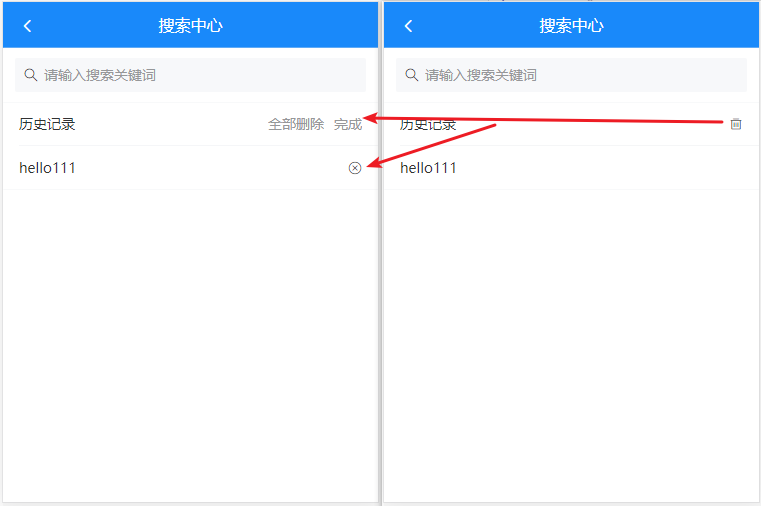 搜索中心
请输入搜索关键词
历史记录 全部删除 完成
hello111
搜索中心
请输入搜索关键词
历史记录
hello111